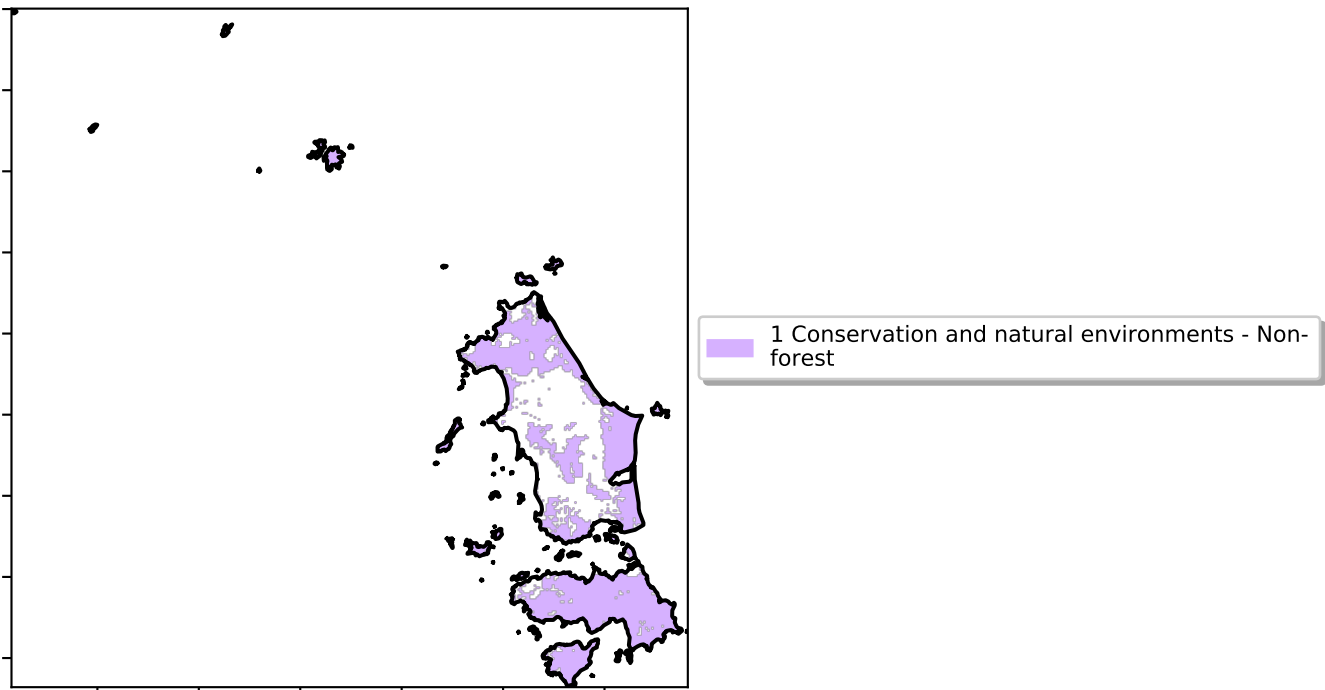 1 Conservation and natural environments - Non-
forest